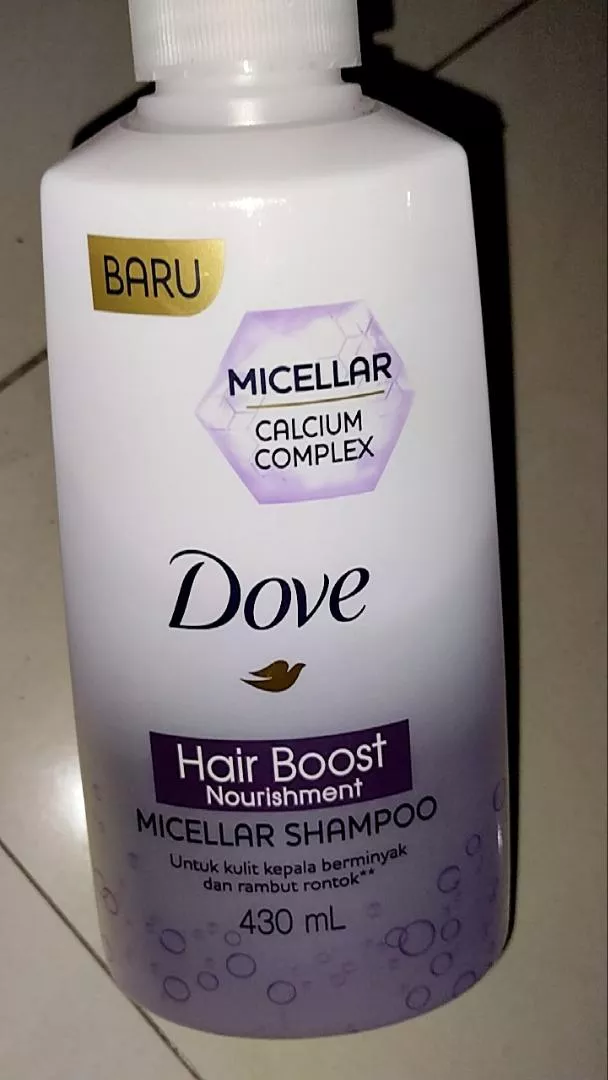 BARU
MICELLAR
CALCIUM
COMPLEX
Dove
Hair Boost
Nourishment
MICELLAR SHAMPOO
Untuk kulit kepala berminyak
dan rambut rontok**
430 mL